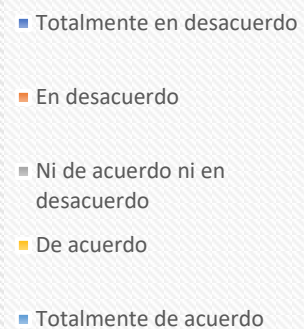 Totalmente en desacuerdo
En desacuerdo
Ni de acuerdo ni en
desacuerdo
De acuerdo
Totalmente de acuerdo